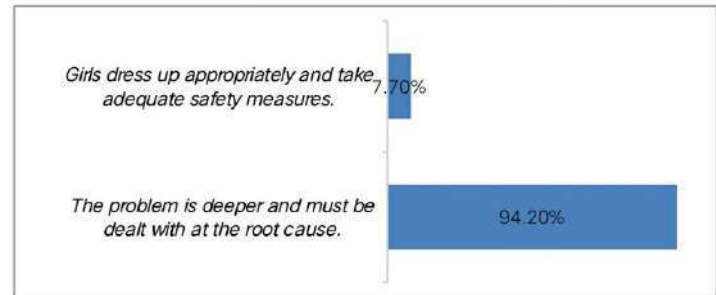 Girls dress up appropriately and take
adequate safety measures.
7.70%
The problem is deeper and must be
dealt with at the root cause.
94.20%